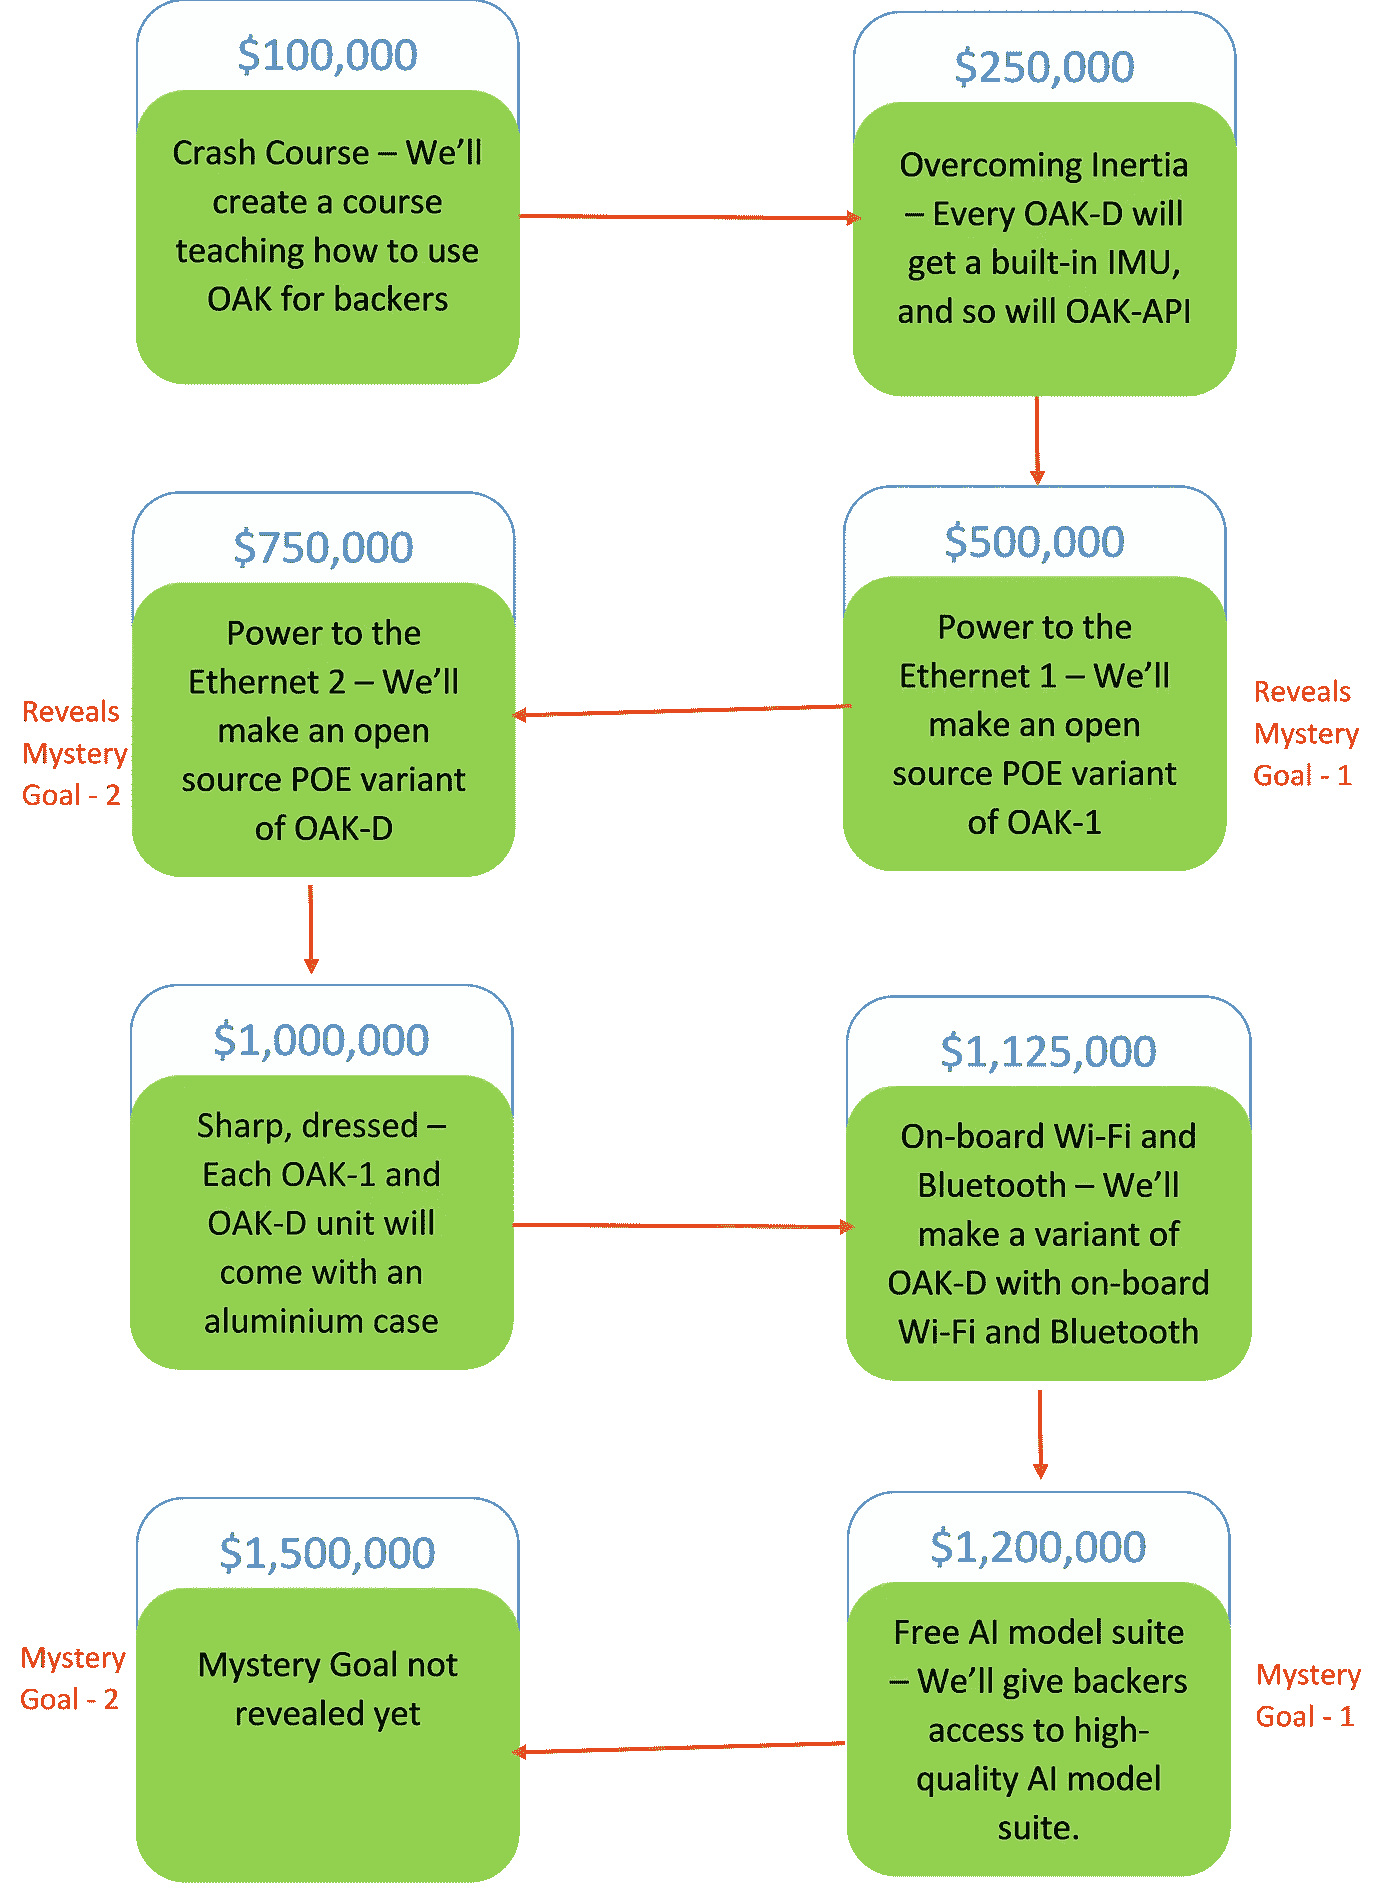 $100,000
Crash Course – We'll
create a course
teaching how to use
OAK for backers
$250,000
Overcoming Inertia
– Every OAK-D will
get a built-in IMU,
and so will OAK-API
$500,000
Power to the
Ethernet 1 – We'll
make an open
source POE variant
of OAK-1
Reveals
Mystery
Goal - 1
$750,000
Power to the
Ethernet 2 – We'll
make an open
source POE variant
of OAK-D
Reveals
Mystery
Goal - 2
$1,000,000
Sharp, dressed –
Each OAK-1 and
OAK-D unit will
come with an
aluminium case
$1,125,000
On-board Wi-Fi and
Bluetooth – We'll
make a variant of
OAK-D with on-board
Wi-Fi and Bluetooth
$1,200,000
Free AI model suite
– We'll give backers
access to high-
quality AI model
suite.
Mystery
Goal - 1
$1,500,000
Mystery Goal not
revealed yet
Mystery
Goal - 2